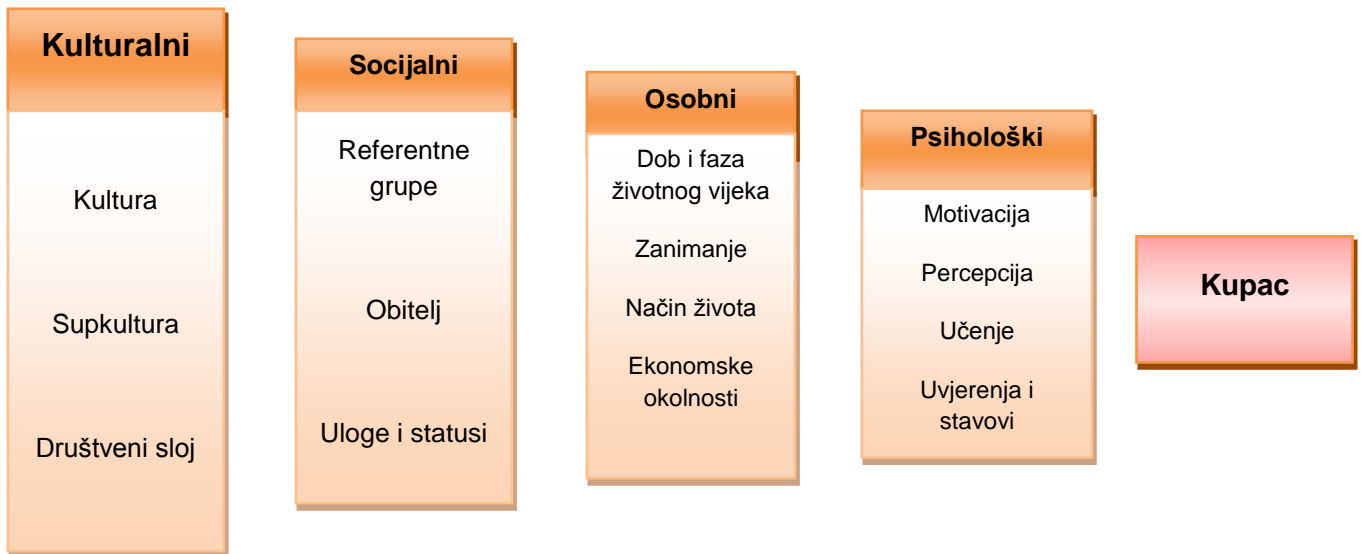 Kulturalni
Kultura
Supkultura
Društveni sloj
Socijalni
Referentne
grupe
Obitelj
Uloge i statusi
Osobni
Dob i faza
životnog vijeka
Zanimanje
Način života
Ekonomske
okolnosti
Psihološki
Motivacija
Percepcija
Učenje
Uvjerenja i
stavovi
Kupac